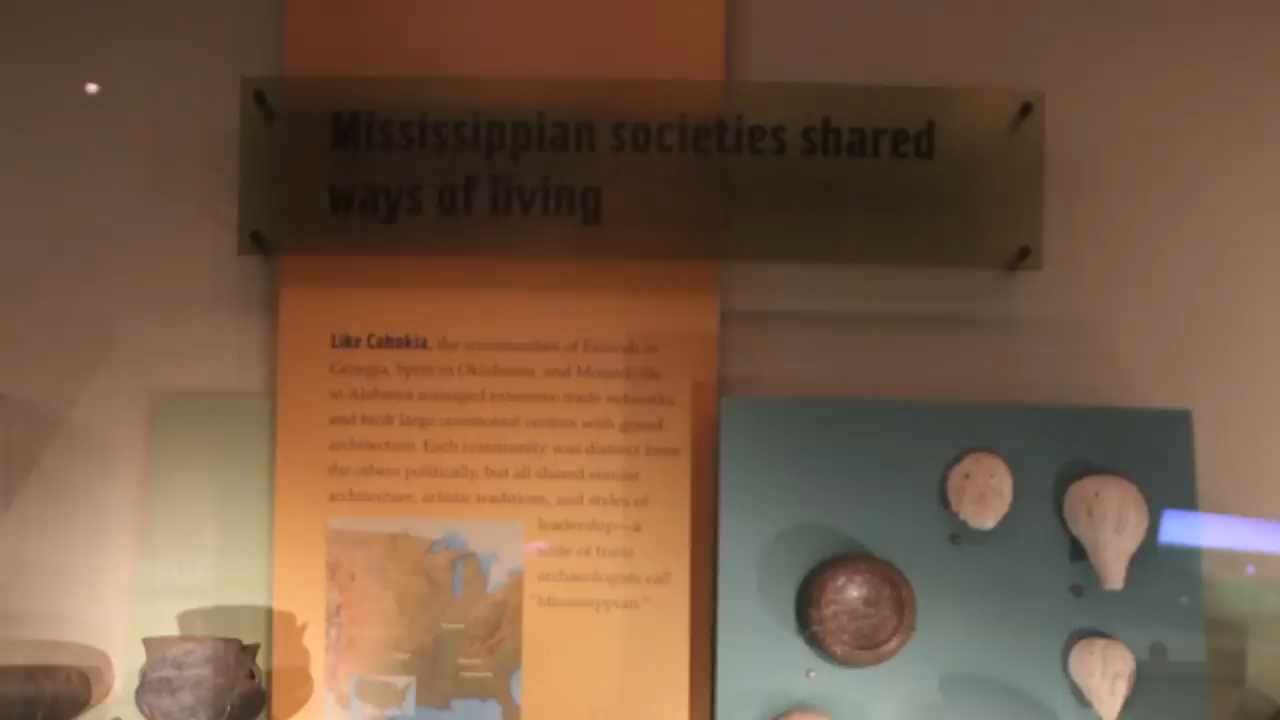 Mississippian societies shared
ways of living
Like Cahokia, the communities of Etowah in
Georgia, Spiro in Oklahoma, and Moundville
in Alabama managed extensive trade networks
and built large ceremonial centers with grand
architecture. Each community was distinct from
the others politically, but all shared similar
architecture, artistic traditions, and styles of
leadership—a
suite of traits
archaeologists call
"Mississippian."